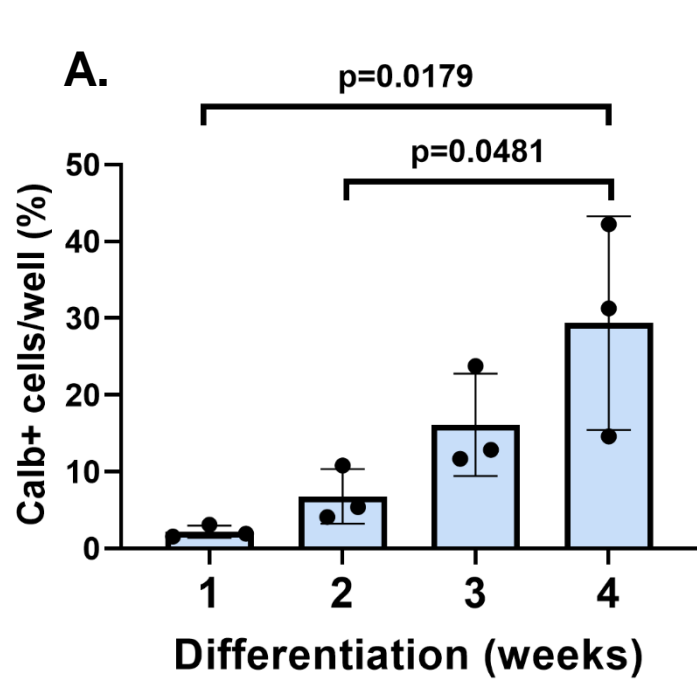 A.
p=0.0179
p=0.0481
Calb+ cells/well (%)
50
40
30
20
10
0
1 2 3 4
Differentiation (weeks)